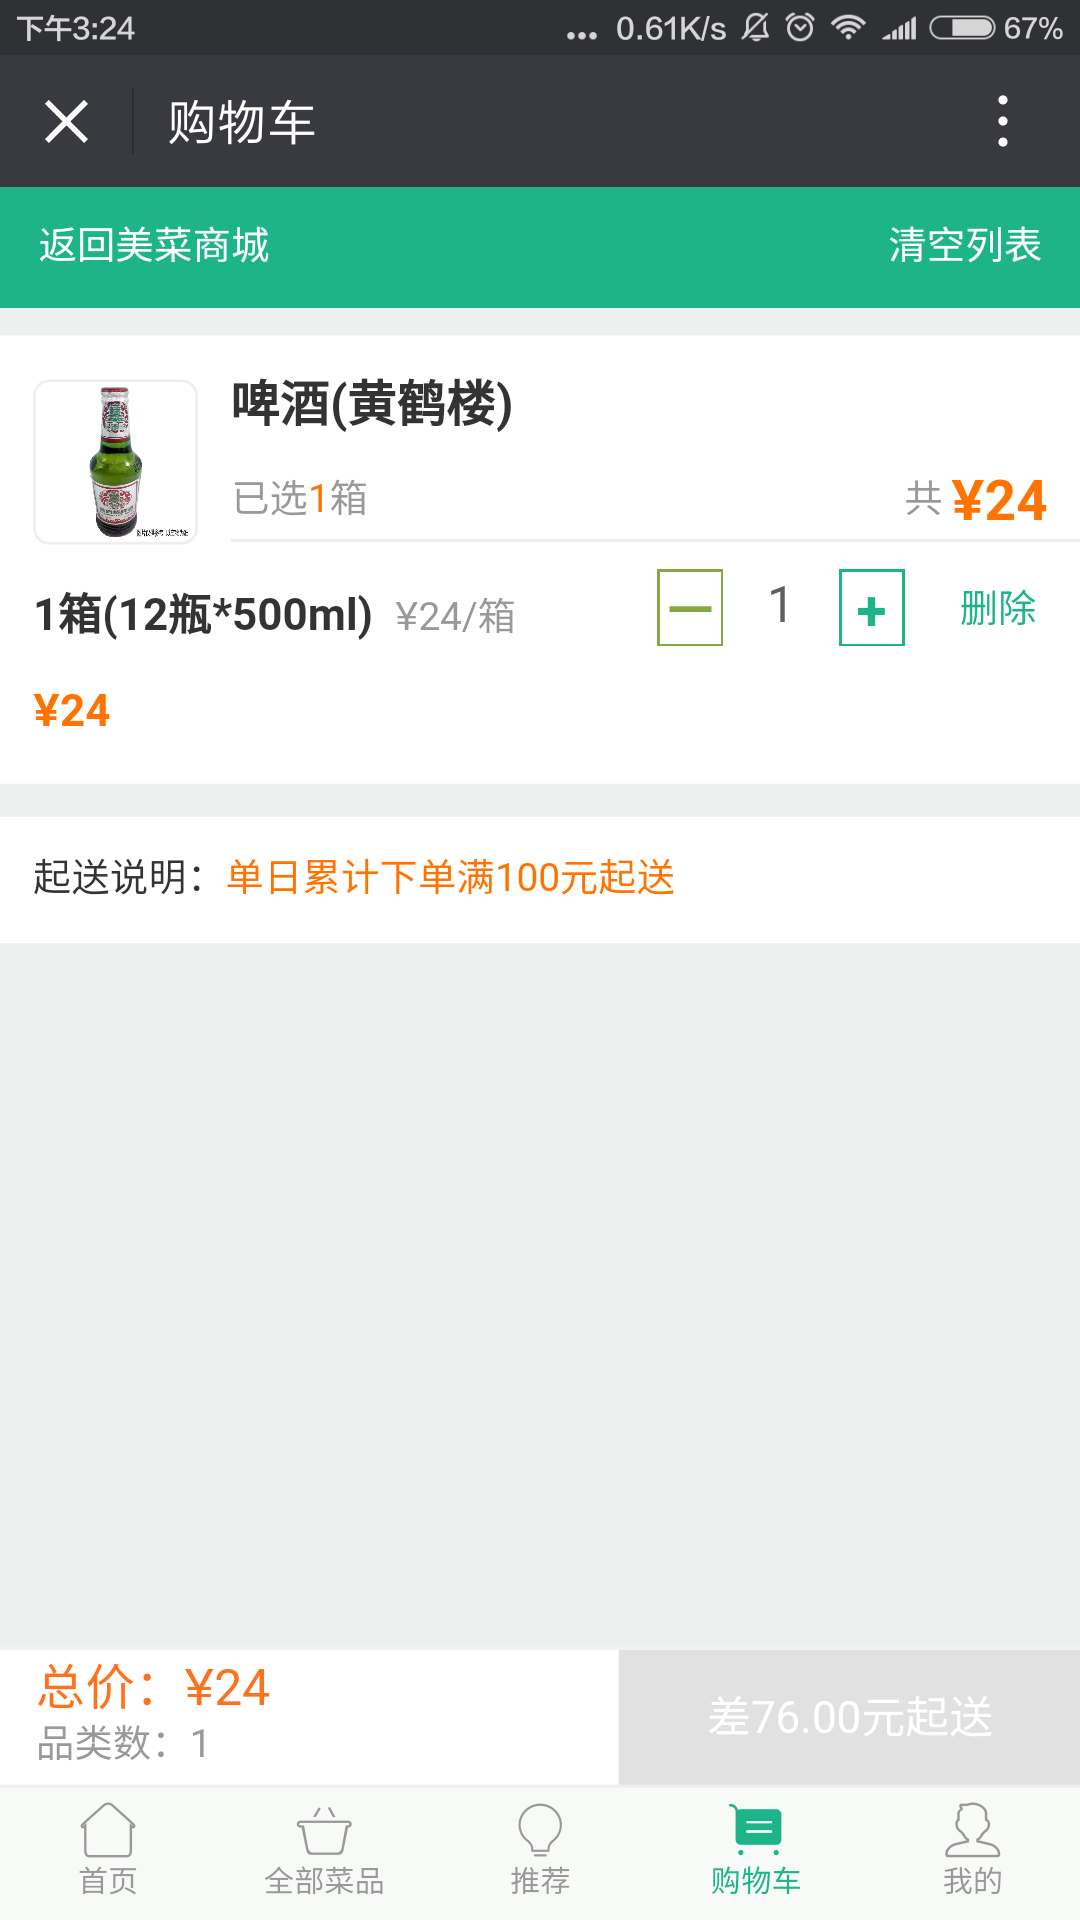 下午3:24
... 0.61K/s 67%
购物车
返回美菜商城 清空列表
啤酒(黄鹤楼)
已选1箱 共 ¥24
1箱(12瓶*500ml) ¥24/箱 — 1 + 删除
¥24
起送说明：单日累计下单满100元起送
总价：¥24
品类数：1
差76.00元起送
首页 全部菜品 推荐 购物车 我的